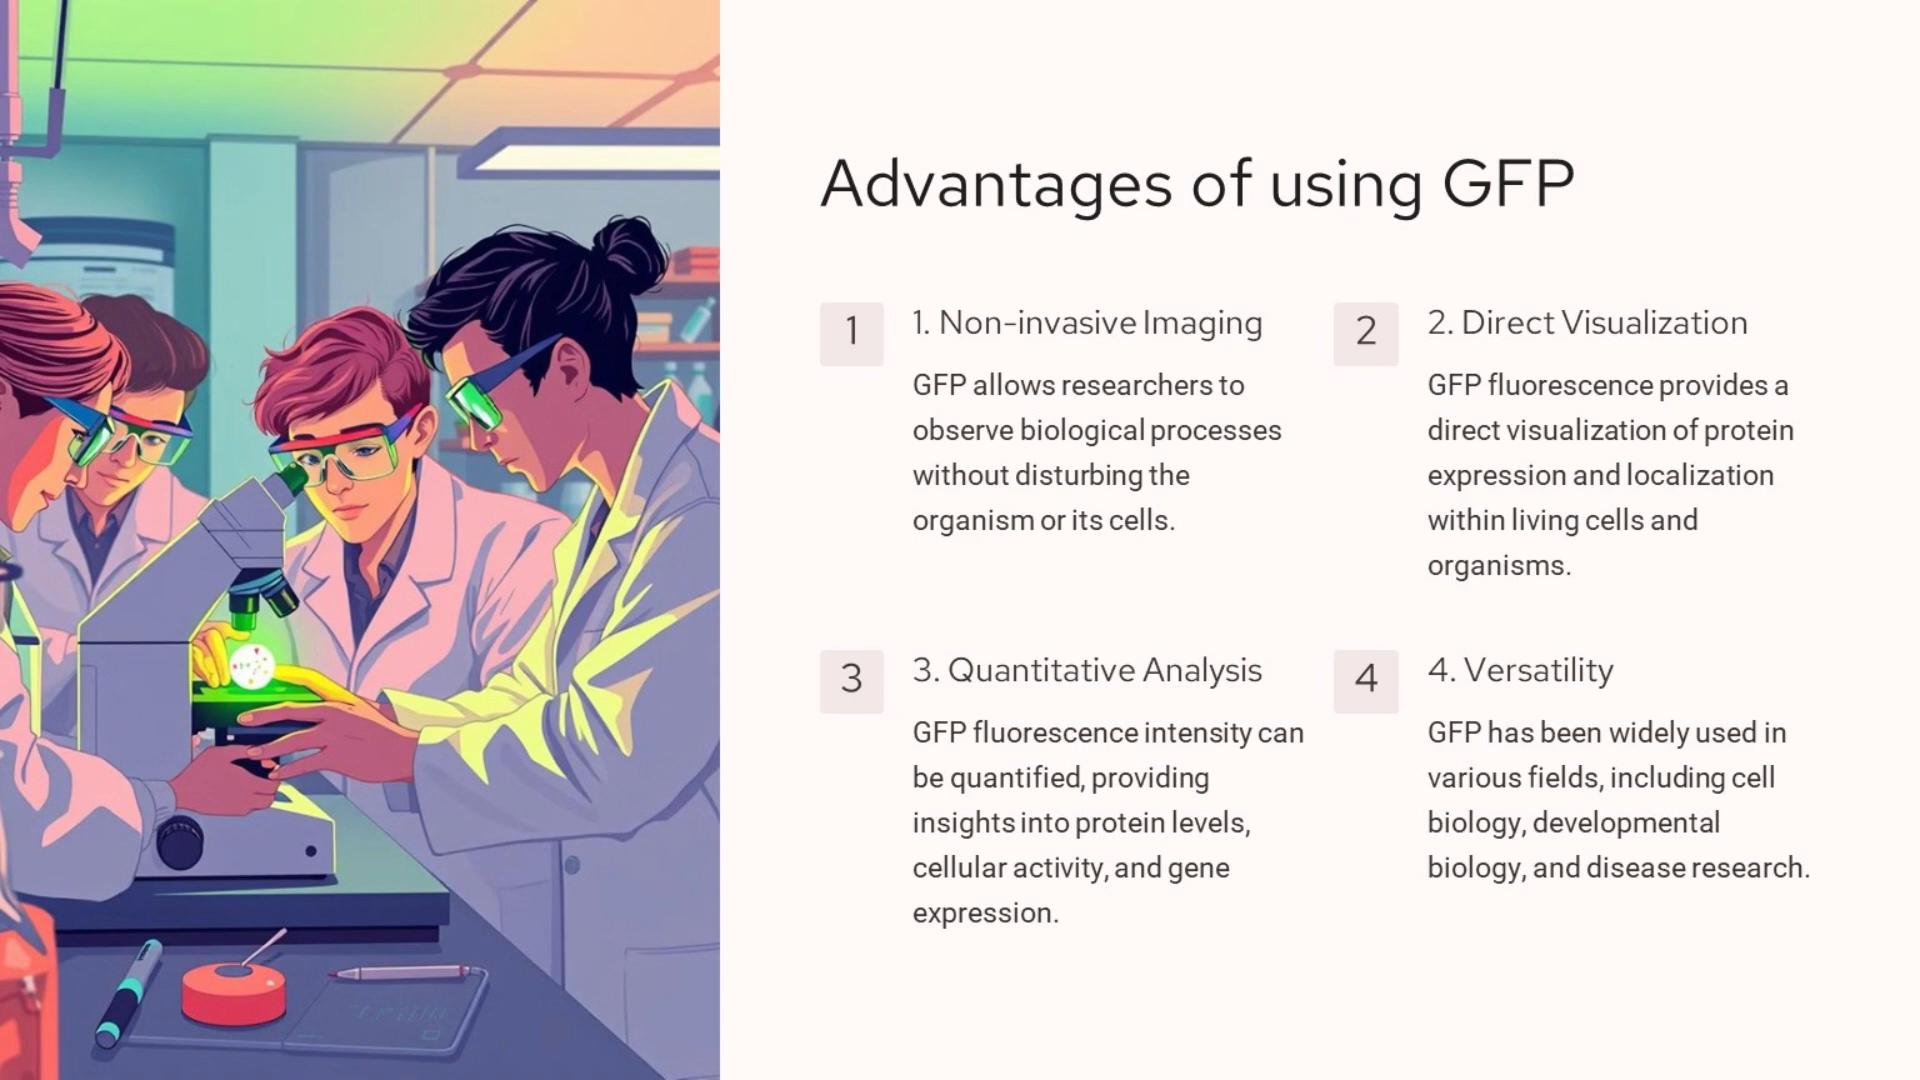 Advantages of using GFP
1
1. Non-invasive Imaging
GFP allows researchers to
observe biological processes
without disturbing the
organism or its cells.
2
2. Direct Visualization
GFP fluorescence provides a
direct visualization of protein
expression and localization
within living cells and
organisms.
3
3. Quantitative Analysis
GFP fluorescence intensity can
be quantified, providing
insights into protein levels,
cellular activity, and gene
expression.
4
4. Versatility
GFP has been widely used in
various fields, including cell
biology, developmental
biology, and disease research.